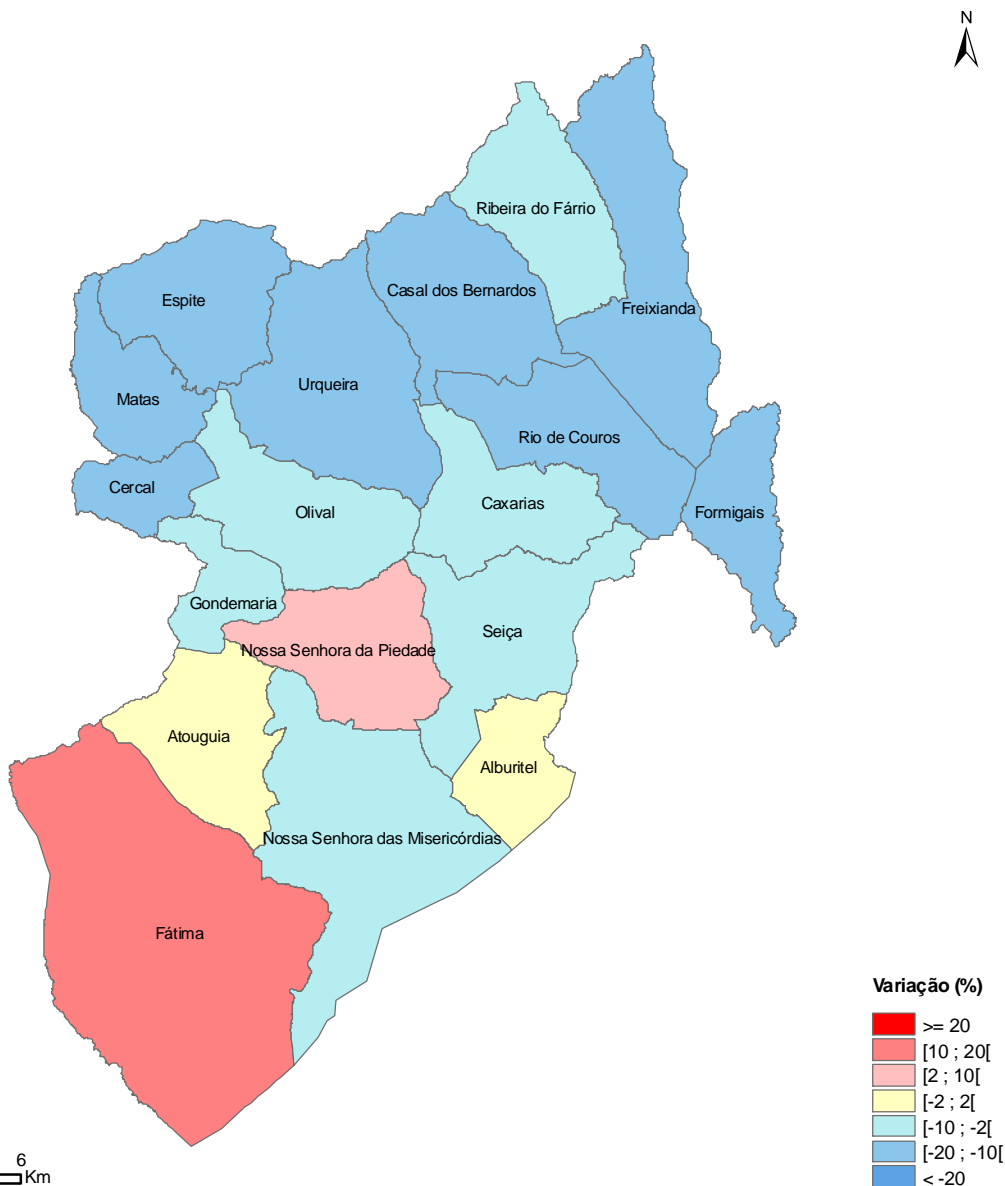 N
Ribeira do Fárrio
Casal dos Bernardos
Espite
Freixianda
Urqueira
Matas
Rio de Couros
Cercal
Caxarias
Olival
Formigais
Gondemaria
Seiça
Nossa Senhora da Piedade
Atouguia
Alburitel
Nossa Senhora das Misericórdias
Fátima
Variação (%)
>= 20
[10 ; 20[
[2 ; 10[
[-2 ; 2[
[-10 ; -2[
[-20 ; -10[
< -20
6
Km